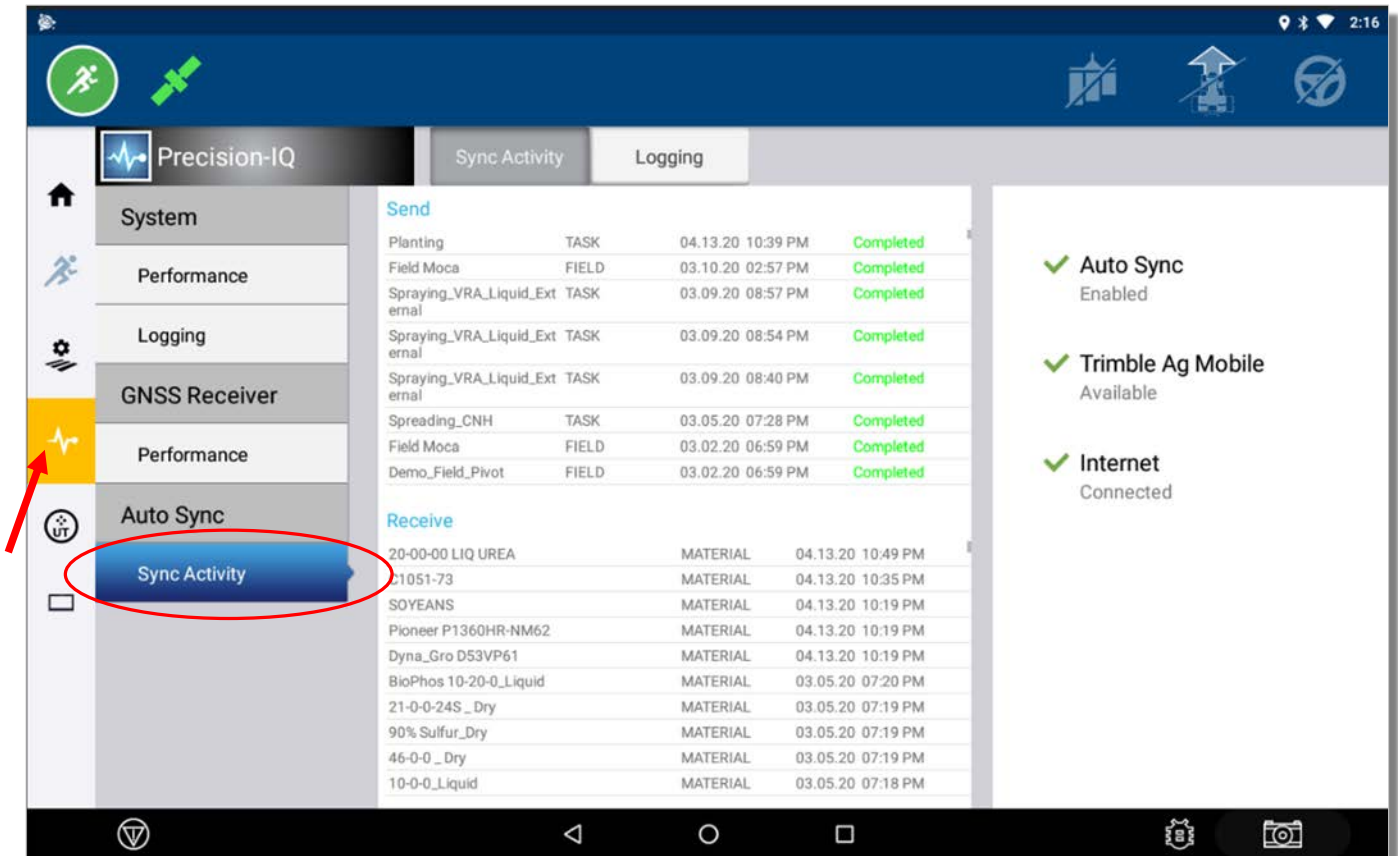 2:16
Precision-IQ
Sync Activity
Logging
System
Performance
Logging
GNSS Receiver
Performance
UT
Auto Sync
Sync Activity
Send
Planting TASK 04.13.20 10:39 PM Completed
Field Moca FIELD 03.10.20 02:57 PM Completed
Spraying_VRA_Liquid_Ext TASK 03.09.20 08:57 PM Completed
ernal
Spraying_VRA_Liquid_Ext TASK 03.09.20 08:54 PM Completed
ernal
Spraying_VRA_Liquid_Ext TASK 03.09.20 08:40 PM Completed
ernal
Spreading_CNH TASK 03.05.20 07:28 PM Completed
Field Moca FIELD 03.02.20 06:59 PM Completed
Demo_Field_Pivot FIELD 03.02.20 06:59 PM Completed
Receive
20-00-00 LIQ UREA MATERIAL 04.13.20 10:49 PM
C1051-73 MATERIAL 04.13.20 10:35 PM
SOYEANS MATERIAL 04.13.20 10:19 PM
Pioneer P1360HR-NM62 MATERIAL 04.13.20 10:19 PM
Dyna_Gro D53VP61 MATERIAL 04.13.20 10:19 PM
BioPhos 10-20-0_Liquid MATERIAL 03.05.20 07:20 PM
21-0-0-24S _ Dry MATERIAL 03.05.20 07:19 PM
90% Sulfur_Dry MATERIAL 03.05.20 07:19 PM
46-0-0 _ Dry MATERIAL 03.05.20 07:19 PM
10-0-0_Liquid MATERIAL 03.05.20 07:18 PM
Auto Sync
Enabled
Trimble Ag Mobile
Available
Internet
Connected